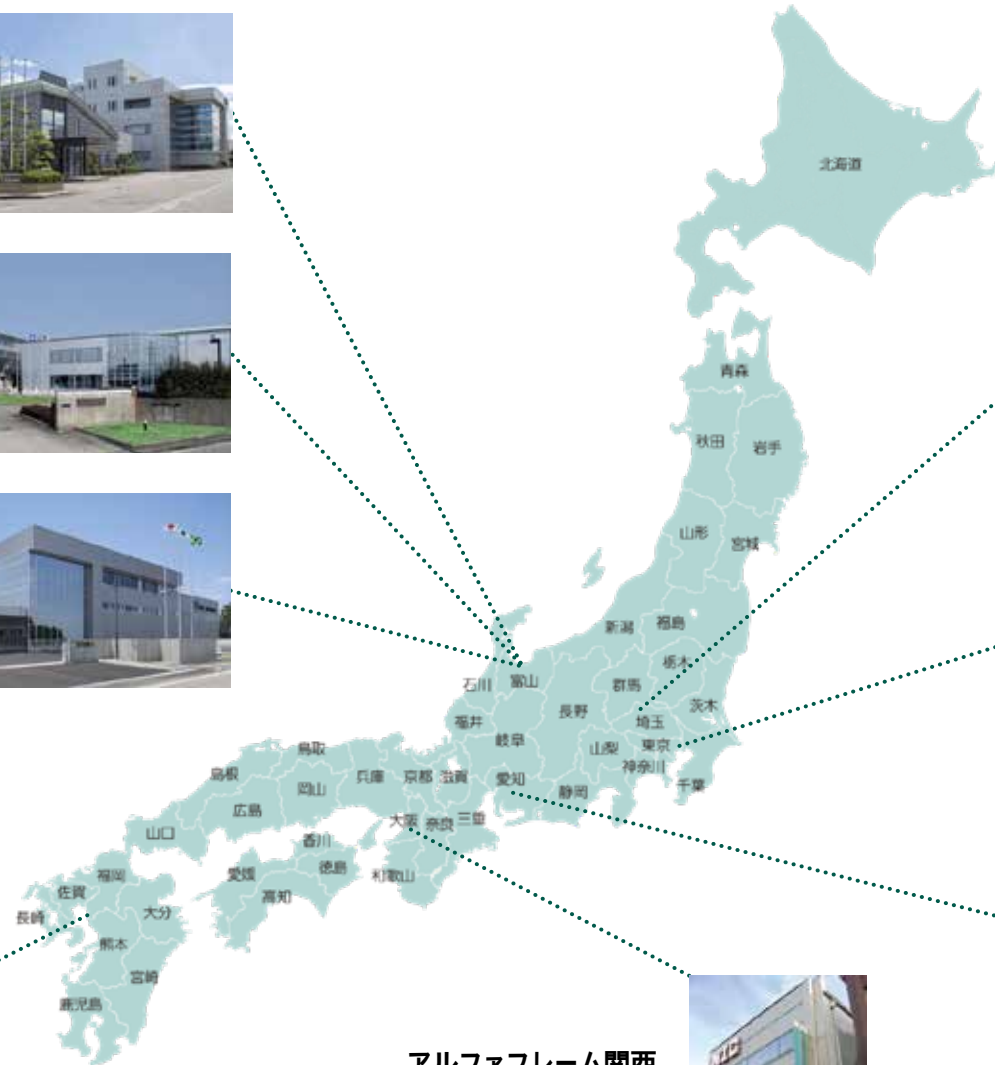 北海道
青森
秋田
岩手
山形
宮城
新潟
福島
栃木
群馬
石川
富山
茨木
長野
埼玉
福井
岐阜
山梨
東京
神奈川
千葉
鳥取
島根
岡山
兵庫
京都
滋賀
愛知
静岡
広島
山口
大阪
奈良
三重
香川
徳島
愛媛
高知
和歌山
福岡
佐賀
長崎
大分
熊本
宮崎
鹿児島
アルファフレーム関西